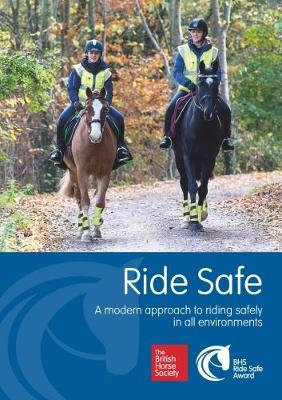 Ride Safe
A modern approach to riding safely
in all environments
The
British
Horse
Society
BHS
Ride Safe
Award